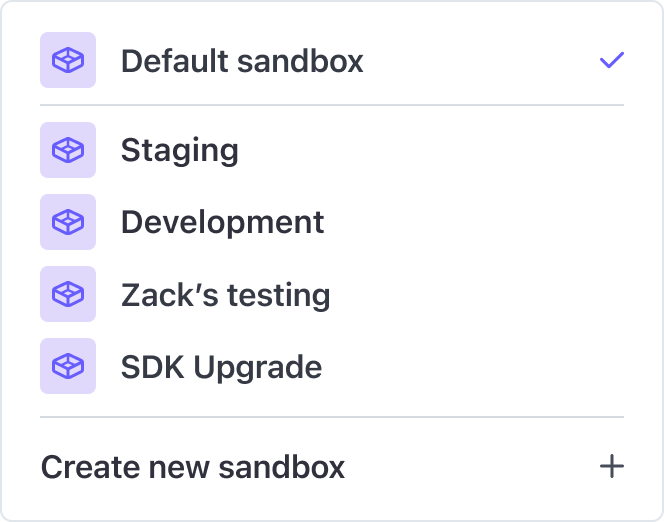 Default sandbox
Staging
Development
Zack’s testing
SDK Upgrade
Create new sandbox